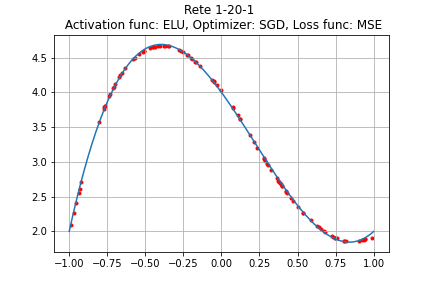 Rete 1-20-1
Activation func: ELU, Optimizer: SGD, Loss func: MSE
4.5
4.0
3.5
3.0
2.5
2.0
−1.00 −0.75 −0.50 −0.25 0.00 0.25 0.50 0.75 1.00